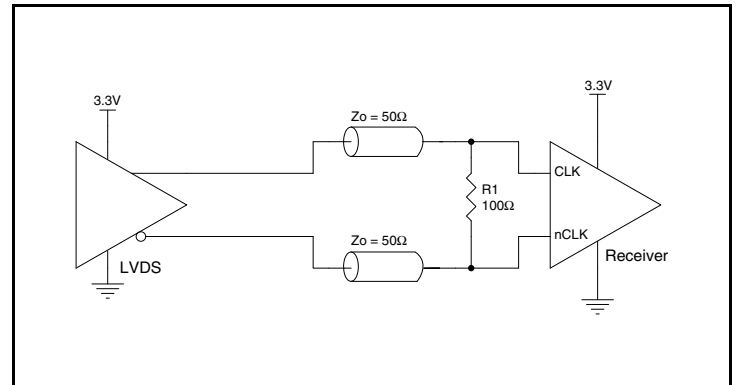 3.3V
3.3V
Zo = 50Ω
CLK
R1
100Ω
nCLK
Zo = 50Ω
LVDS
Receiver